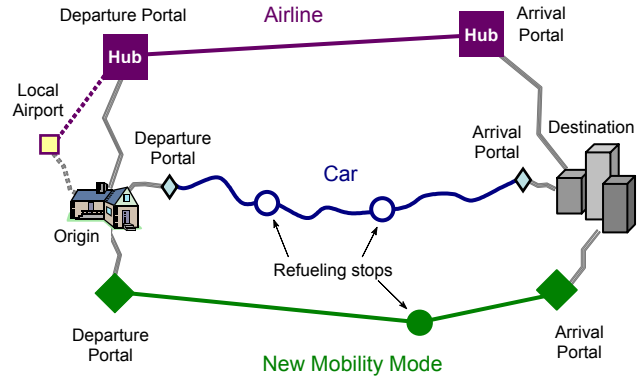 Departure Portal
Airline
Arrival
Portal
Hub
Hub
Local
Airport
Departure
Portal
Arrival
Portal
Destination
Car
Origin
Refueling stops
Departure
Portal
Arrival
Portal
New Mobility Mode